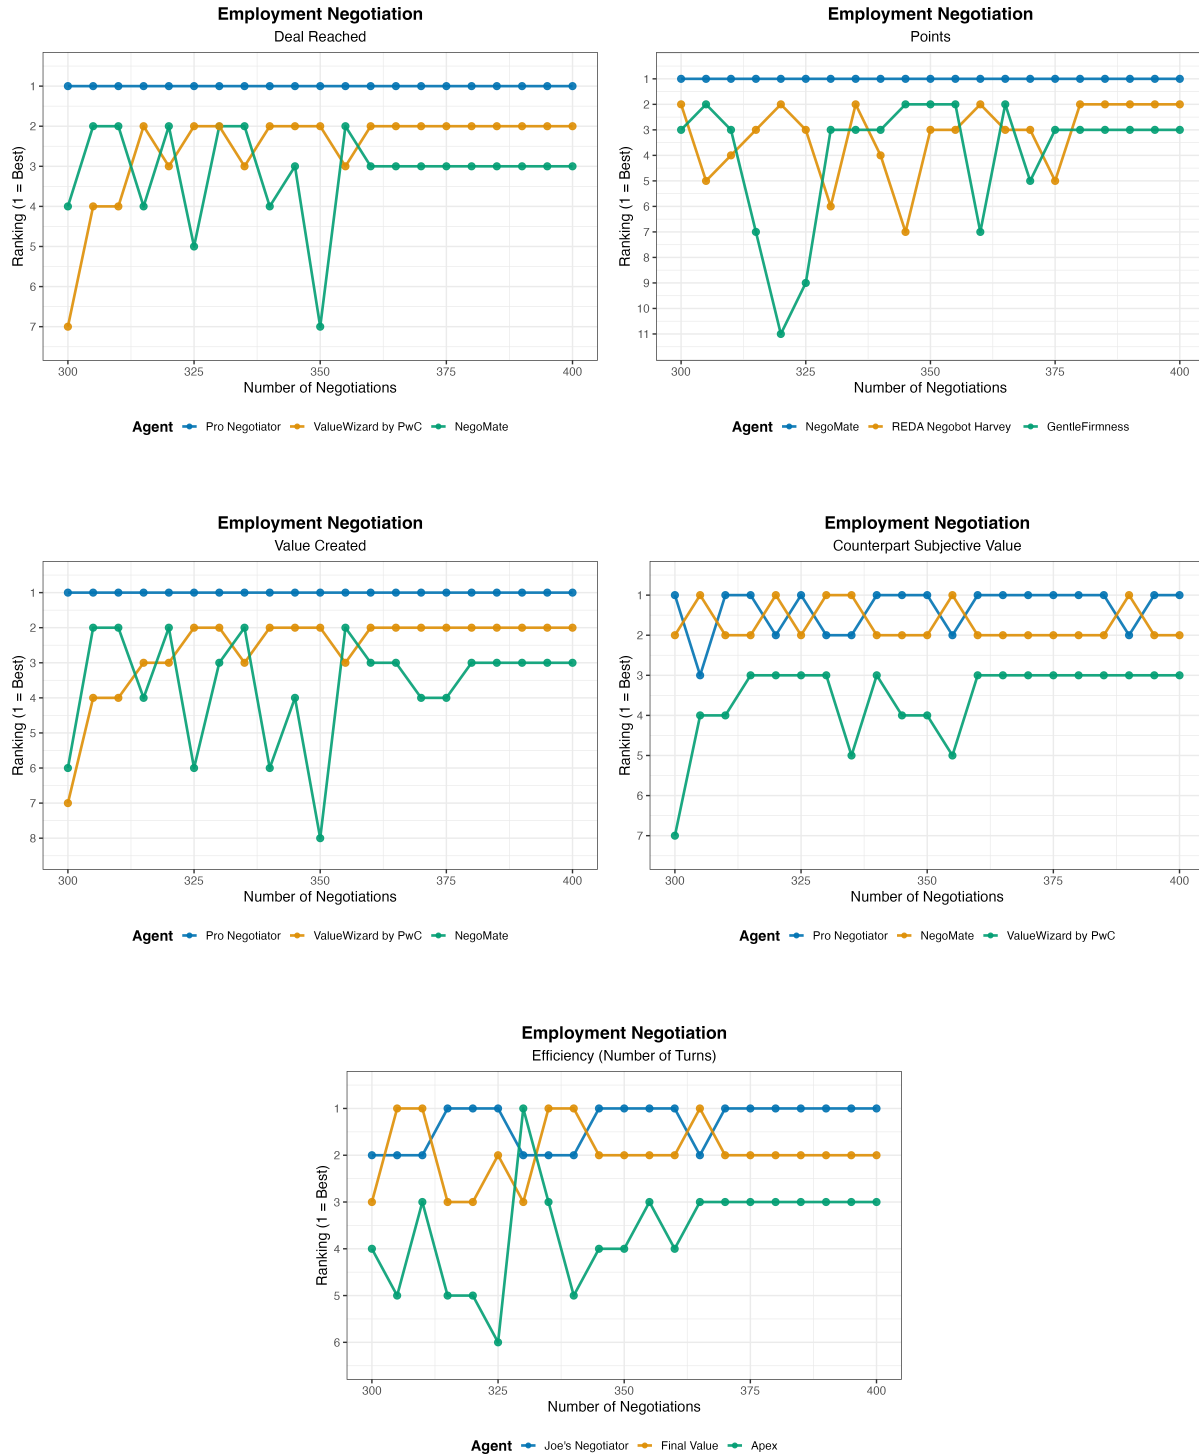 Employment Negotiation
Deal Reached
Ranking (1 = Best)
1
2
3
4
5
6
7
300 325 350 375 400
Number of Negotiations
Agent Pro Negotiator ValueWizard by PwC NegoMate
Employment Negotiation
Points
Ranking (1 = Best)
1
2
3
4
5
6
7
8
9
10
11
300 325 350 375 400
Number of Negotiations
Agent NegoMate REDA Negobot Harvey GentleFirmness
Employment Negotiation
Value Created
Ranking (1 = Best)
1
2
3
4
5
6
7
8
300 325 350 375 400
Number of Negotiations
Agent Pro Negotiator ValueWizard by PwC NegoMate
Employment Negotiation
Counterpart Subjective Value
Ranking (1 = Best)
1
2
3
4
5
6
7
300 325 350 375 400
Number of Negotiations
Agent Pro Negotiator NegoMate ValueWizard by PwC
Employment Negotiation
Efficiency (Number of Turns)
Ranking (1 = Best)
1
2
3
4
5
6
300 325 350 375 400
Number of Negotiations
Agent Joe's Negotiator Final Value Apex